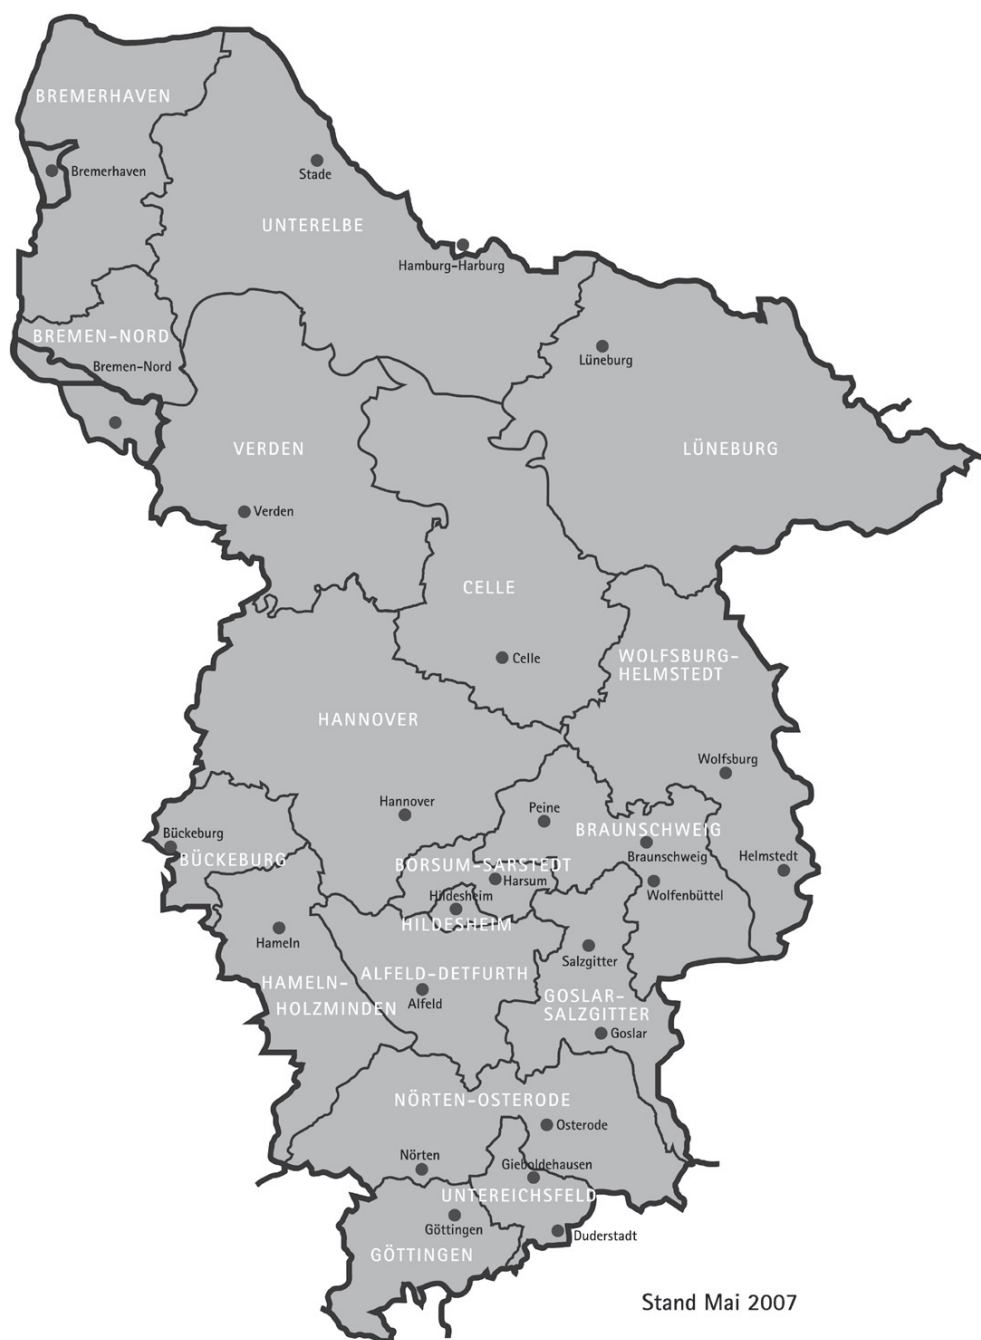 BREMERHAVEN
Bremerhaven
Stade
UNTERELBE
Hamburg-Harburg
BREMEN-NORD
Bremen-Nord
Lüneburg
VERDEN
LÜNEBURG
Verden
CELLE
Celle
WOLFSBURG-
HELMSTEDT
HANNOVER
Wolfsburg
Hannover
Peine
Bückeburg
BRAUNSCHWEIG
BÜCKEBURG
BORSUM-SARSTEDT
Braunschweig
Helmstedt
Harsum
Hildesheim
Wolfenbüttel
HILDESHEIM
Hameln
Salzgitter
ALFELD-DETFURTH
HAMELN-
HOLZMINDEN
Alfeld
GOSLAR-
SALZGITTER
Goslar
NÖRTEN-OSTERODE
Osterode
Nörten
Gieboldehausen
UNTEREICHSFELD
Göttingen
Duderstadt
GÖTTINGEN
Stand Mai 2007